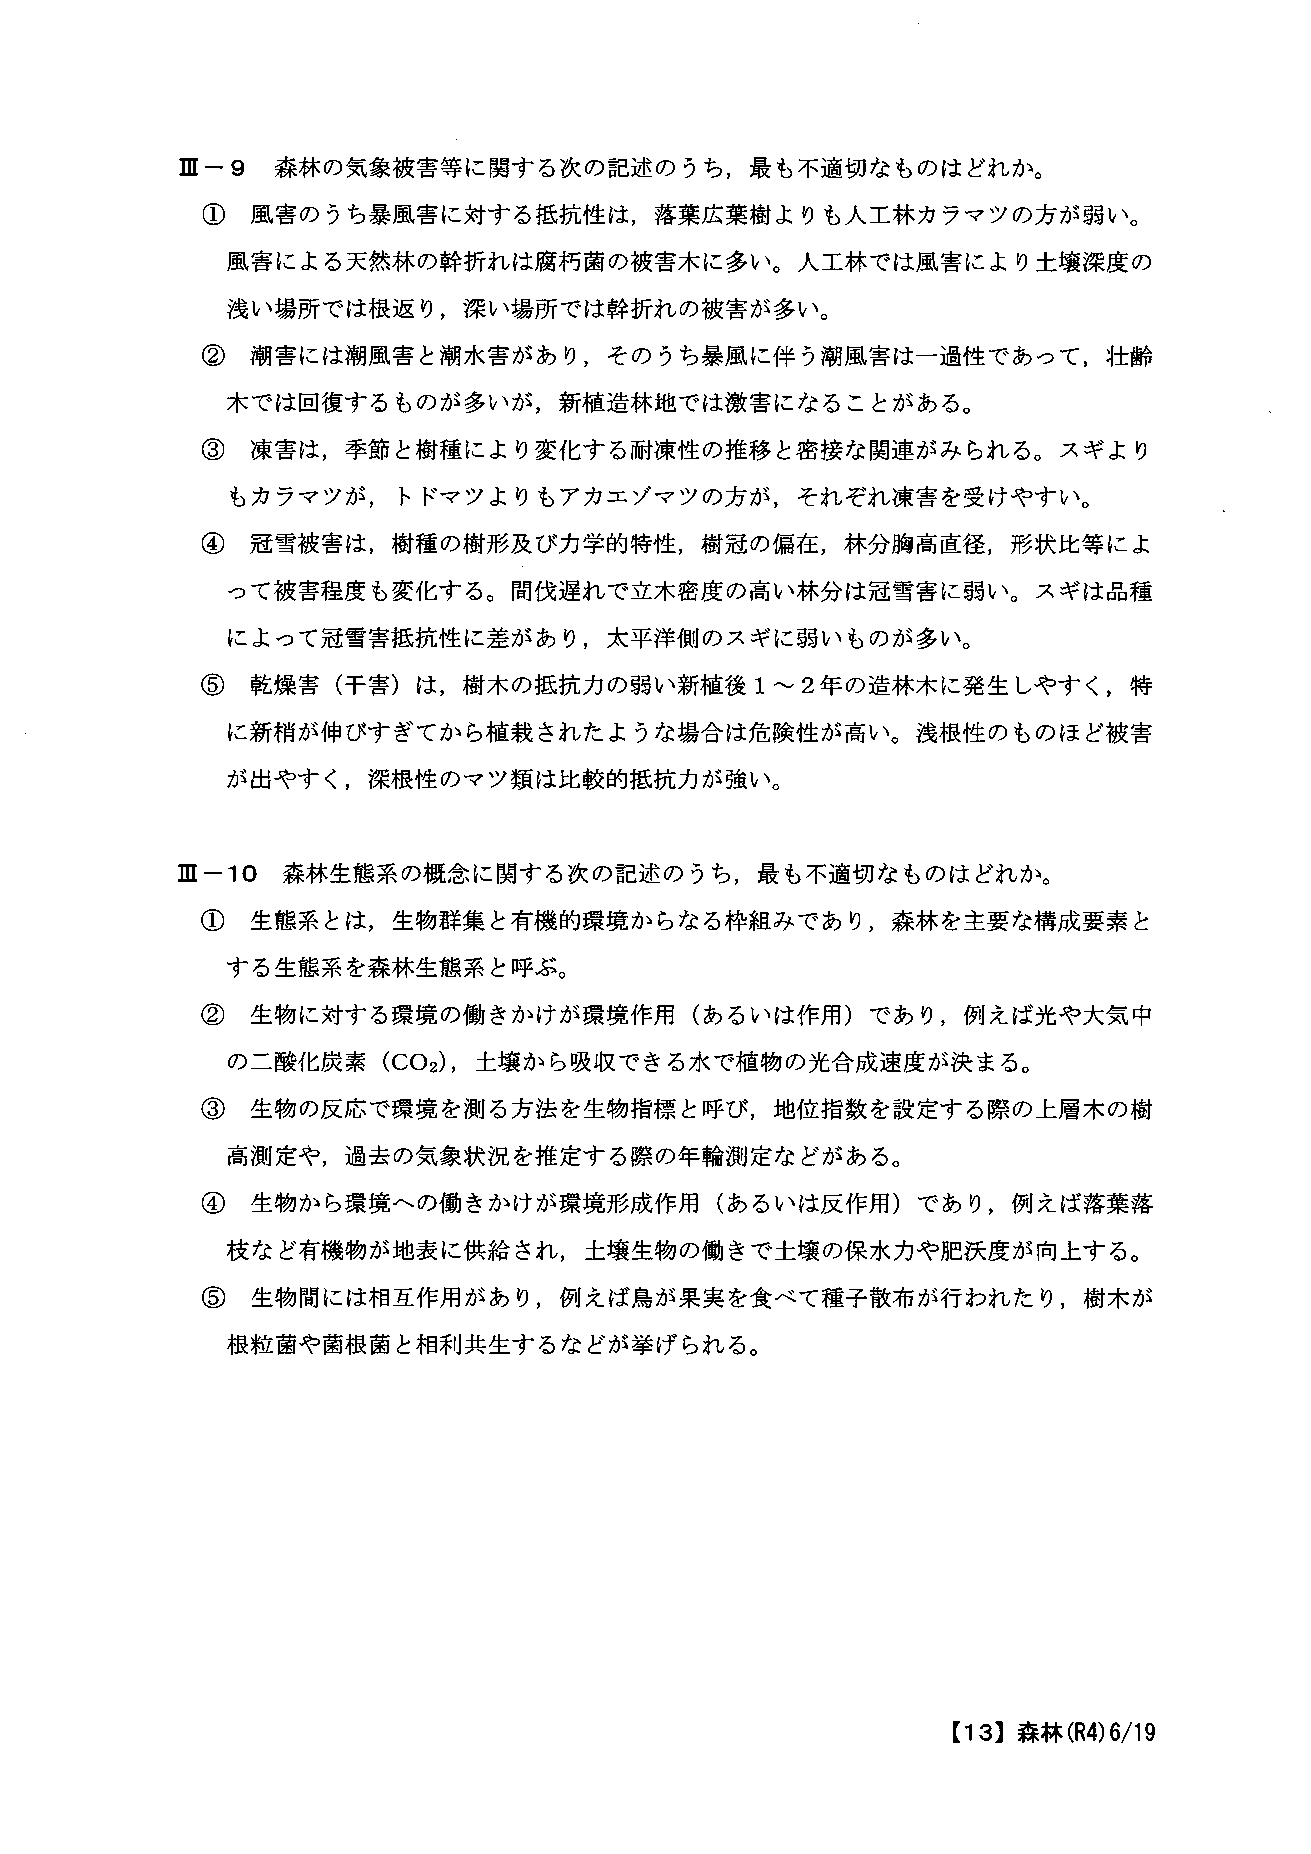 Ⅲ－９　森林の気象被害等に関する次の記述のうち，最も不適切なものはどれか。
①　風害のうち暴風害に対する抵抗性は，落葉広葉樹よりも人工林カラマツの方が弱い。
風害による天然林の幹折れは腐朽菌の被害木に多い。人工林では風害により土壌深度の
浅い場所では根返り，深い場所では幹折れの被害が多い。
②　潮害には潮風害と潮水害があり，そのうち暴風に伴う潮風害は一過性であって，壮齢
木では回復するものが多いが，新植造林地では激害になることがある。
③　凍害は，季節と樹種により変化する耐凍性の推移と密接な関連がみられる。スギより
もカラマツが，トドマツよりもアカエゾマツの方が，それぞれ凍害を受けやすい。
④　冠雪被害は，樹種の樹形及び力学的特性，樹冠の偏在，林分胸高直径，形状比等によ
って被害程度も変化する。間伐遅れで立木密度の高い林分は冠雪害に弱い。スギは品種
によって冠雪害抵抗性に差があり，太平洋側のスギに弱いものが多い。
⑤　乾燥害（干害）は，樹木の抵抗力の弱い新植後１～２年の造林木に発生しやすく，特
に新梢が伸びすぎてから植栽されたような場合は危険性が高い。浅根性のものほど被害
が出やすく，深根性のマツ類は比較的抵抗力が強い。
Ⅲ－10　森林生態系の概念に関する次の記述のうち，最も不適切なものはどれか。
①　生態系とは，生物群集と有機的環境からなる枠組みであり，森林を主要な構成要素と
する生態系を森林生態系と呼ぶ。
②　生物に対する環境の働きかけが環境作用（あるいは作用）であり，例えば光や大気中
の二酸化炭素（CO₂），土壌から吸収できる水で植物の光合成速度が決まる。
③　生物の反応で環境を測る方法を生物指標と呼び，地位指数を設定する際の上層木の樹
高測定や，過去の気象状況を推定する際の年輪測定などがある。
④　生物から環境への働きかけが環境形成作用（あるいは反作用）であり，例えば落葉落
枝など有機物が地表に供給され，土壌生物の働きで土壌の保水力や肥沃度が向上する。
⑤　生物間には相互作用があり，例えば鳥が果実を食べて種子散布が行われたり，樹木が
根粒菌や菌根菌と相利共生するなどが挙げられる。
【13】森林(R4)6/19